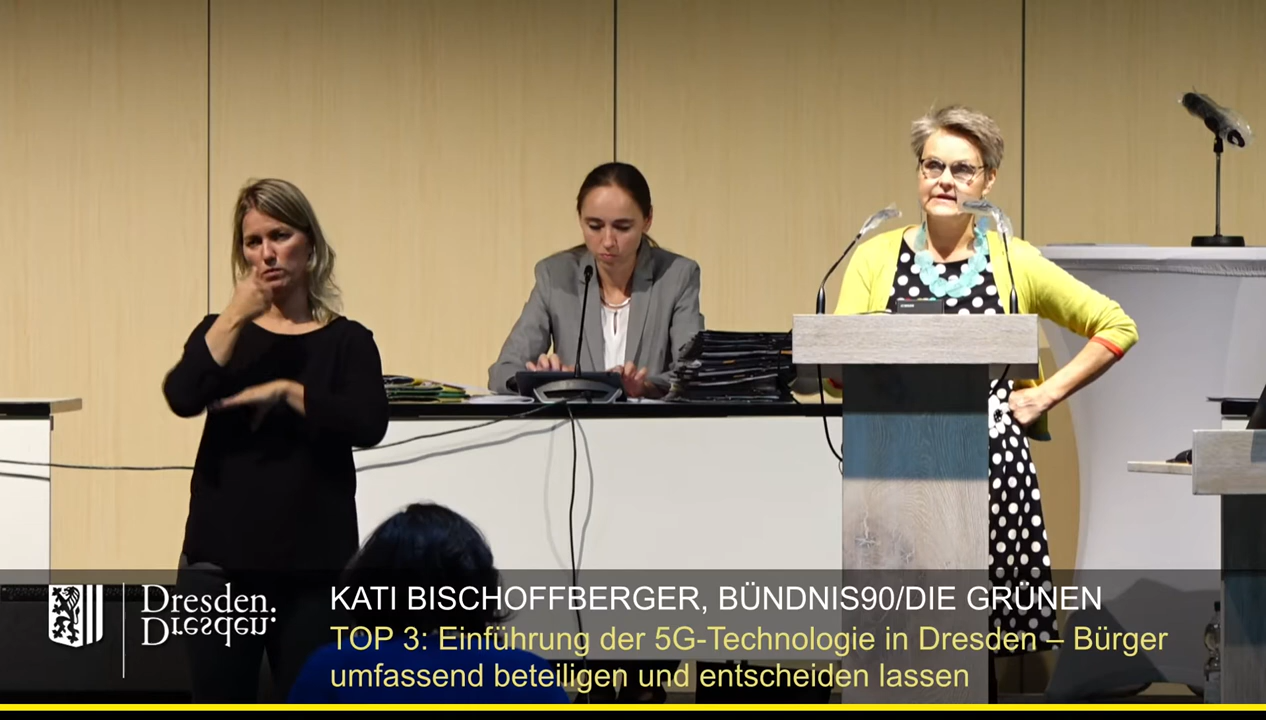 Dresden.
Dresden.
KATI BISCHOFFBERGER, BÜNDNIS90/DIE GRÜNEN
TOP 3: Einführung der 5G-Technologie in Dresden – Bürger
umfassend beteiligen und entscheiden lassen